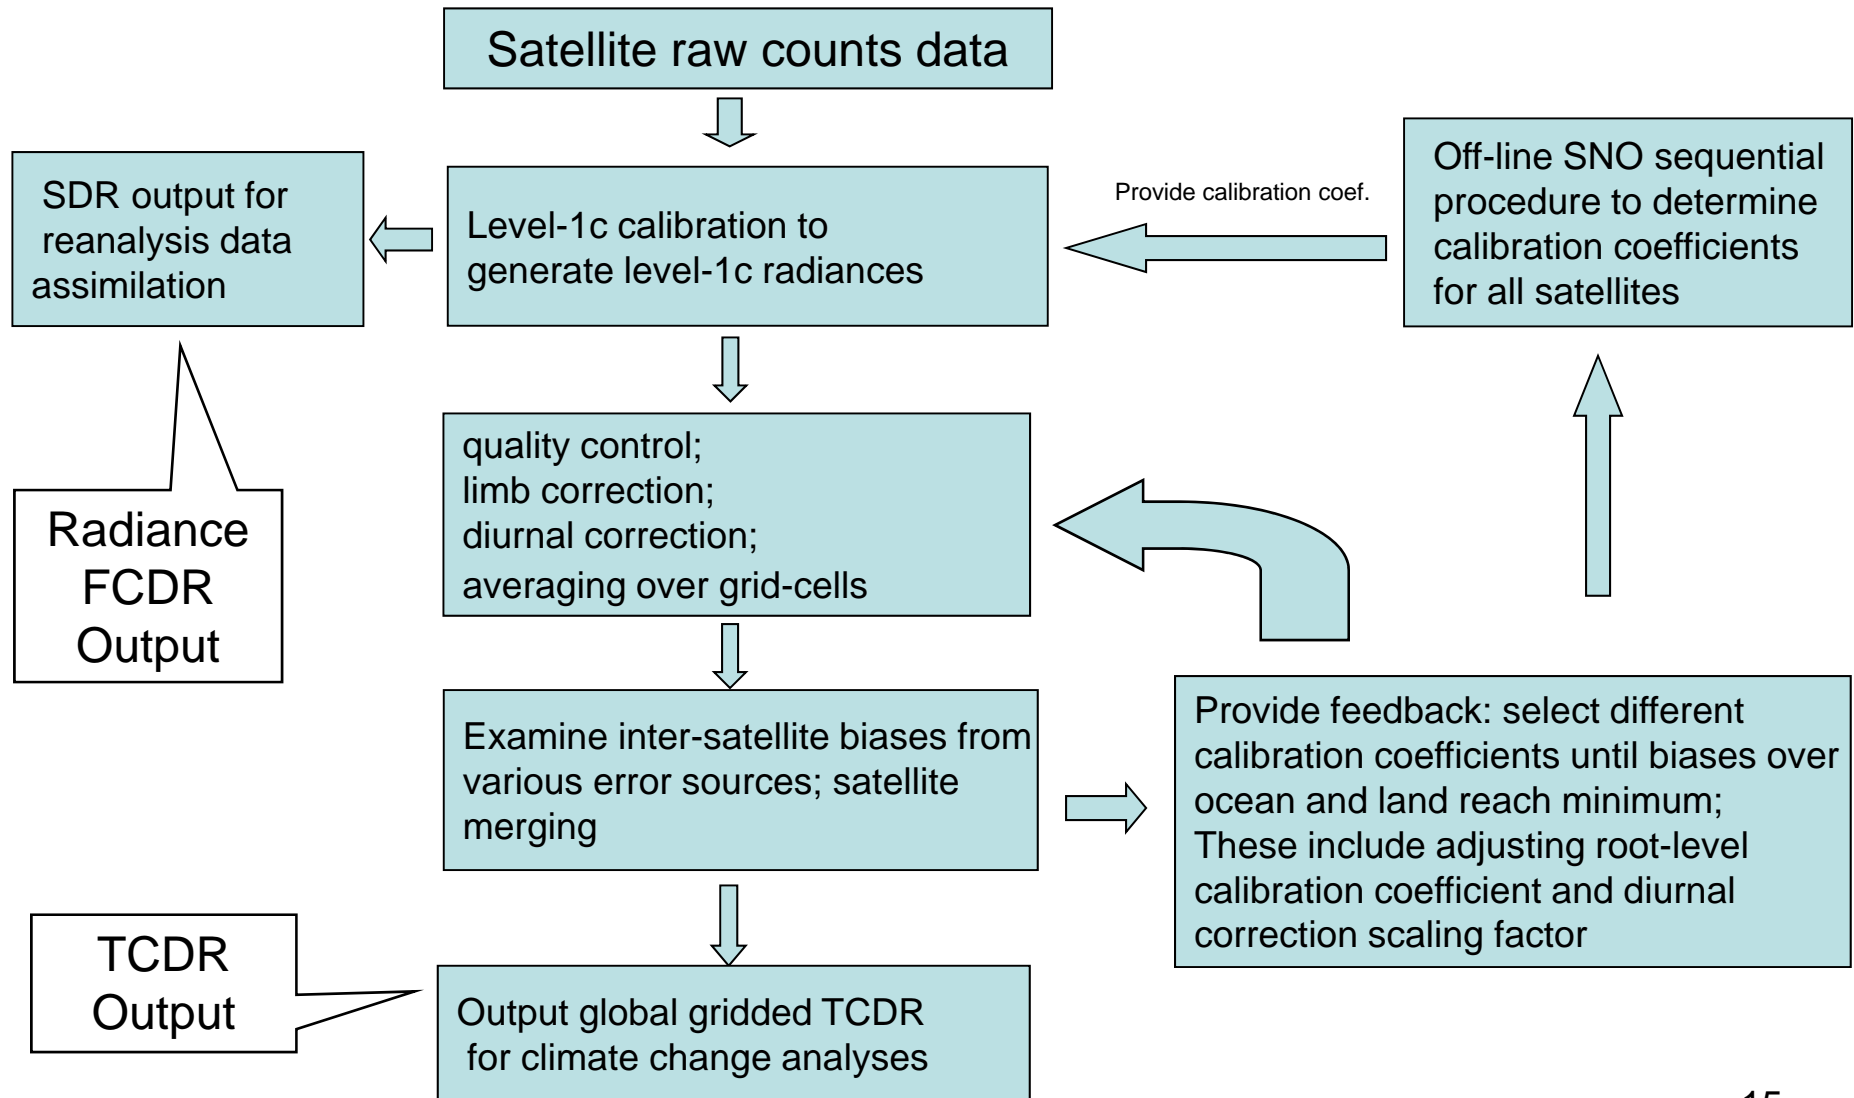 Satellite raw counts data
SDR output for
reanalysis data
assimilation
Level-1c calibration to
generate level-1c radiances
Provide calibration coef.
Off-line SNO sequential
procedure to determine
calibration coefficients
for all satellites
quality control;
limb correction;
diurnal correction;
averaging over grid-cells
Radiance
FCDR
Output
Examine inter-satellite biases from
various error sources; satellite
merging
Provide feedback: select different
calibration coefficients until biases over
ocean and land reach minimum;
These include adjusting root-level
calibration coefficient and diurnal
correction scaling factor
TCDR
Output
Output global gridded TCDR
for climate change analyses
15